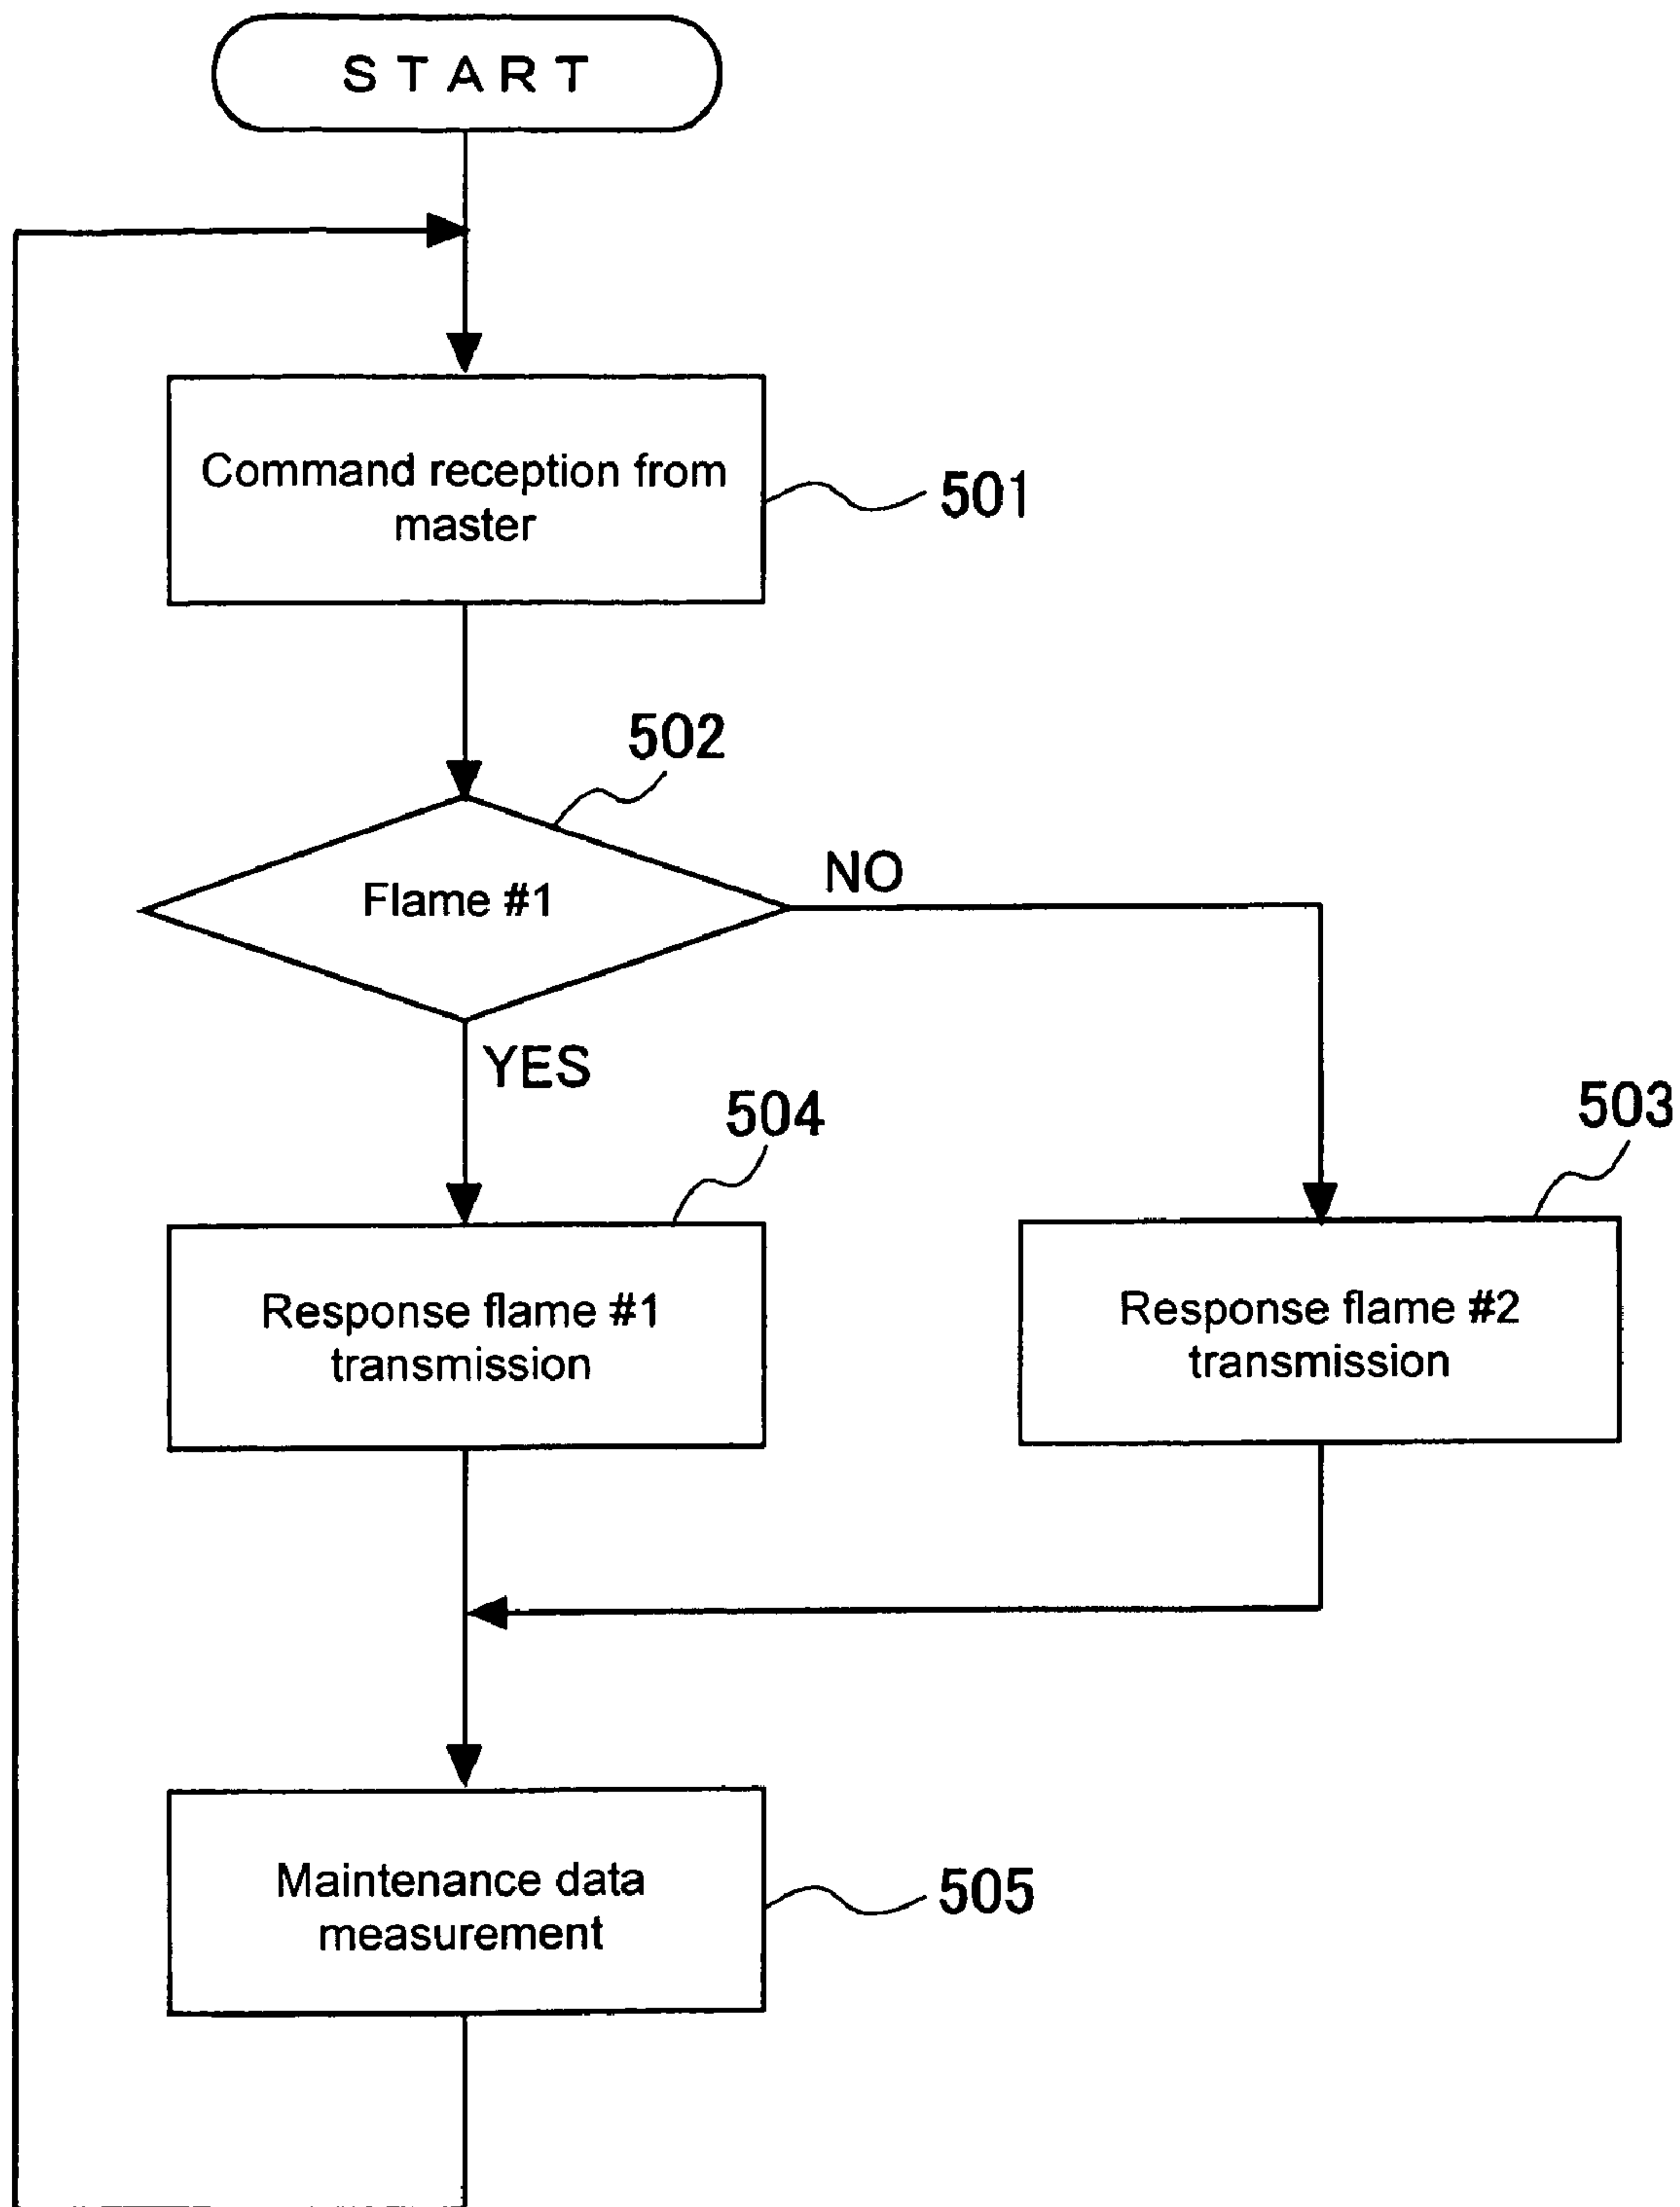 START
Command reception from
master
501
502
Flame #1
NO
YES
504
503
Response flame #1
transmission
Response flame #2
transmission
Maintenance data
measurement
505